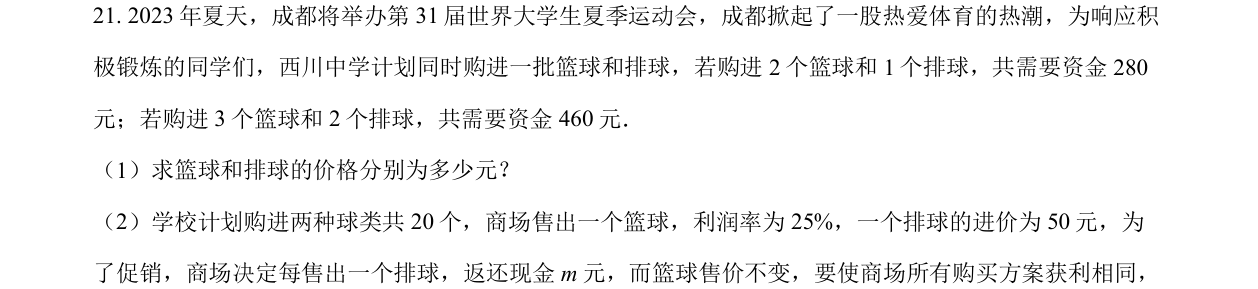 21. 2023 年夏天，成都将举办第 31 届世界大学生夏季运动会，成都掀起了一股热爱体育的热潮，为响应积
极锻炼的同学们，西川中学计划同时购进一批篮球和排球，若购进 2 个篮球和 1 个排球，共需要资金 280
元；若购进 3 个篮球和 2 个排球，共需要资金 460 元．
（1）求篮球和排球的价格分别为多少元？
（2）学校计划购进两种球类共 20 个，商场售出一个篮球，利润率为 25%，一个排球的进价为 50 元，为
了促销，商场决定每售出一个排球，返还现金 m 元，而篮球售价不变，要使商场所有购买方案获利相同，